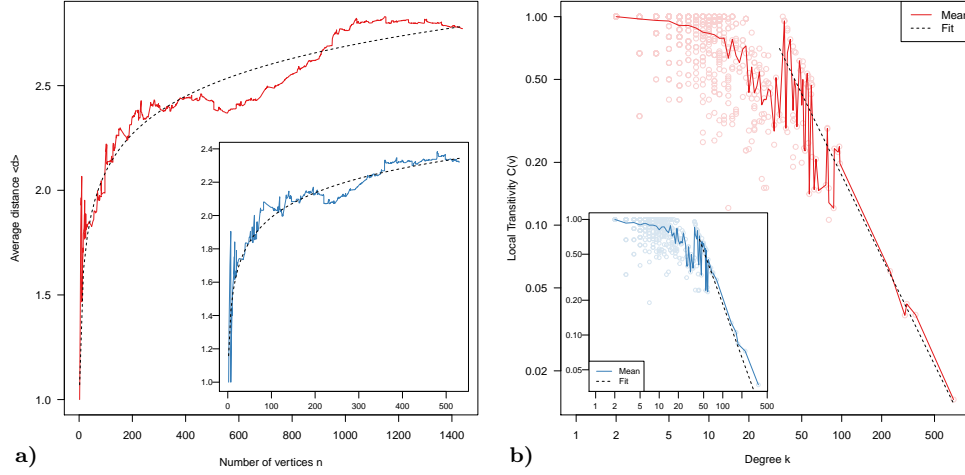 Average distance <d>
2.5
2.0
1.5
1.0
0 200 400 600 800 1000 1200 1400
Number of vertices n
a)
2.4
2.2
2.0
1.8
1.6
1.4
1.2
1.0
0 100 200 300 400 500
Local Transitivity C(v)
1.00
0.50
0.20
0.10
0.05
0.02
1 2 5 10 20 50 100 200 500
Degree k
b)
Mean
Fit
1.00
0.50
0.20
0.10
0.05
1 2 5 10 20 50 100 500
Mean
Fit